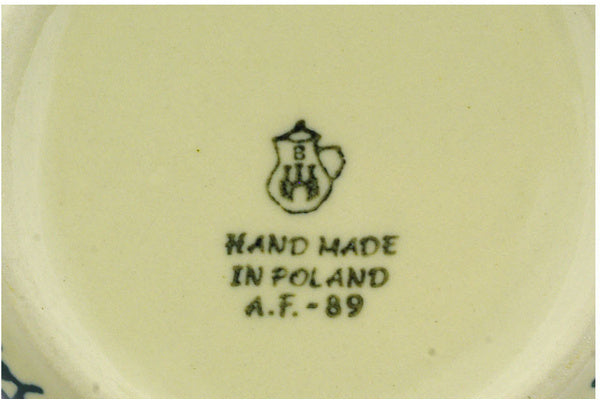 B
HAND MADE
IN POLAND
A.F. - 89